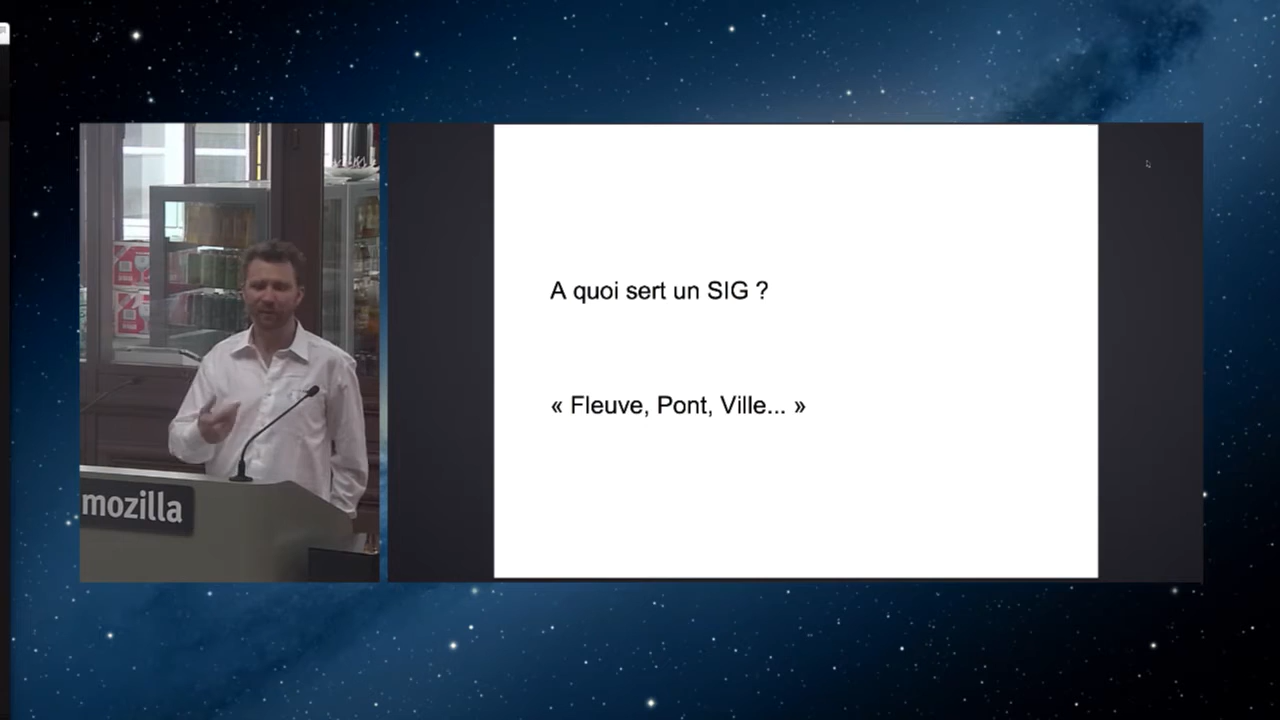 mozilla
A quoi sert un SIG ?
« Fleuve, Pont, Ville... »